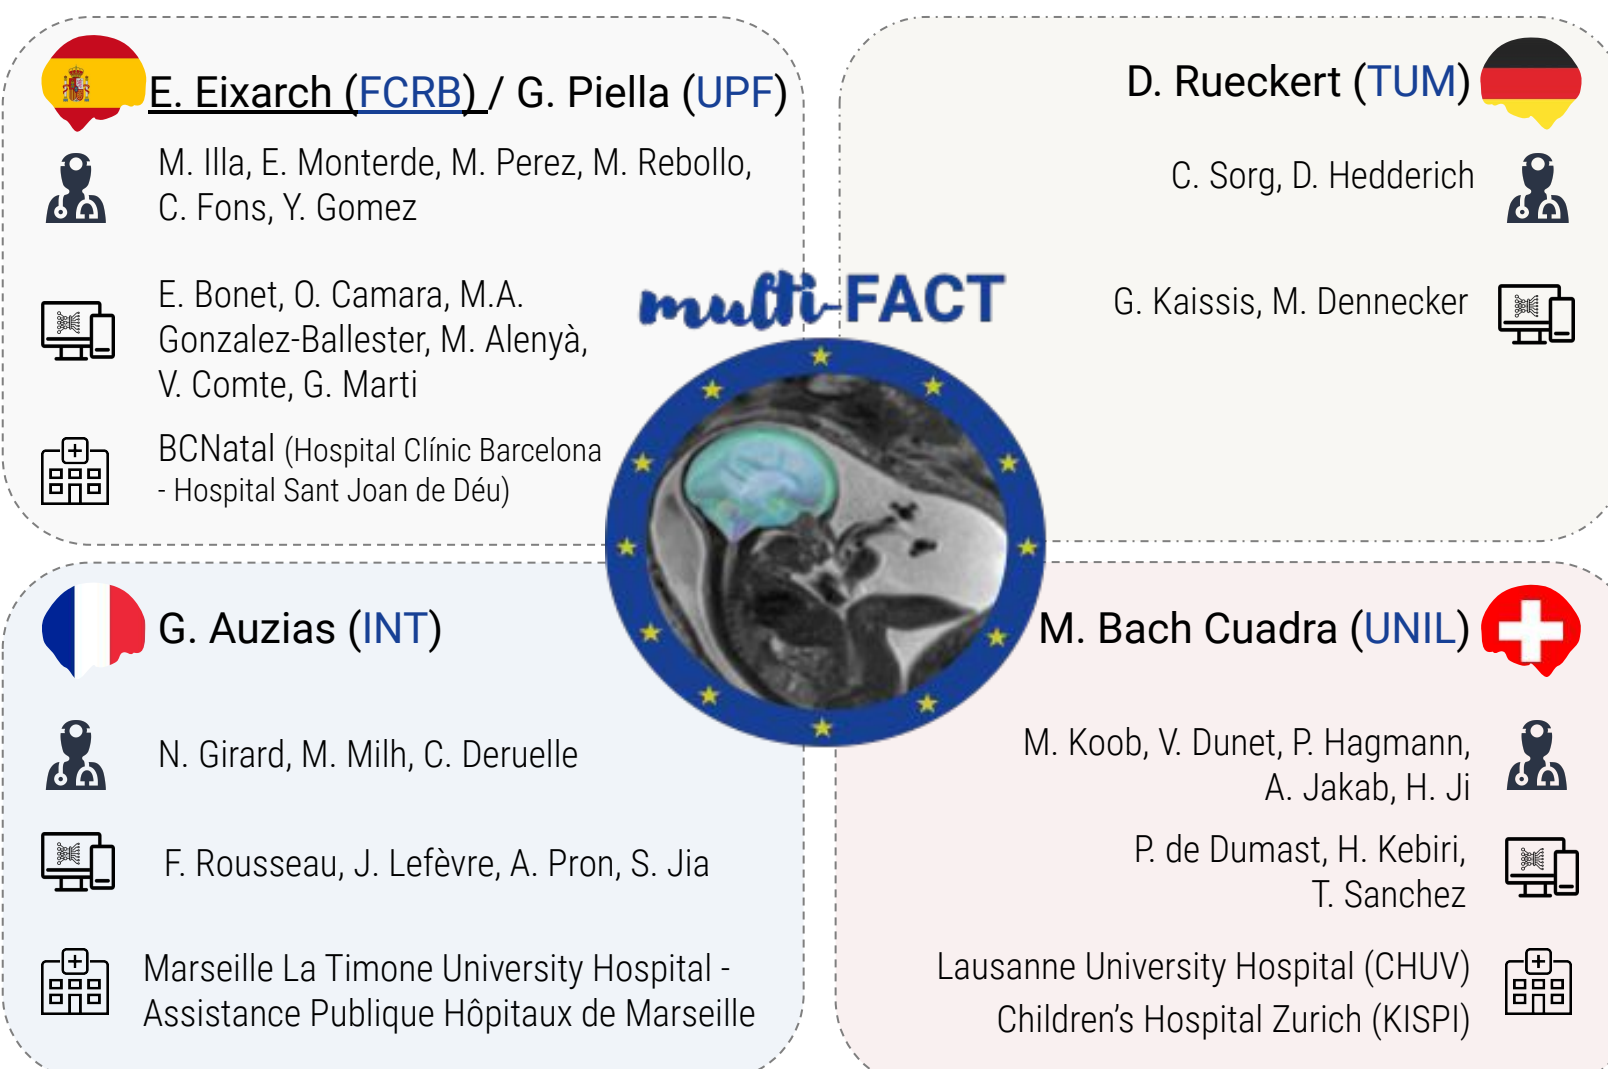 E. Eixarch (FCRB) / G. Piella (UPF)
M. Illa, E. Monterde, M. Perez, M. Rebollo,
C. Fons, Y. Gomez
E. Bonet, O. Camara, M.A.
Gonzalez-Ballester, M. Alenyà,
V. Comte, G. Marti
BCNatal (Hospital Clínic Barcelona
- Hospital Sant Joan de Déu)
D. Rueckert (TUM)
C. Sorg, D. Hedderich
G. Kaissis, M. Dennecker
multi-FACT
G. Auzias (INT)
N. Girard, M. Milh, C. Deruelle
F. Rousseau, J. Lefèvre, A. Pron, S. Jia
Marseille La Timone University Hospital -
Assistance Publique Hôpitaux de Marseille
M. Bach Cuadra (UNIL)
M. Koob, V. Dunet, P. Hagmann,
A. Jakab, H. Ji
P. de Dumast, H. Kebiri,
T. Sanchez
Lausanne University Hospital (CHUV)
Children's Hospital Zurich (KISPI)